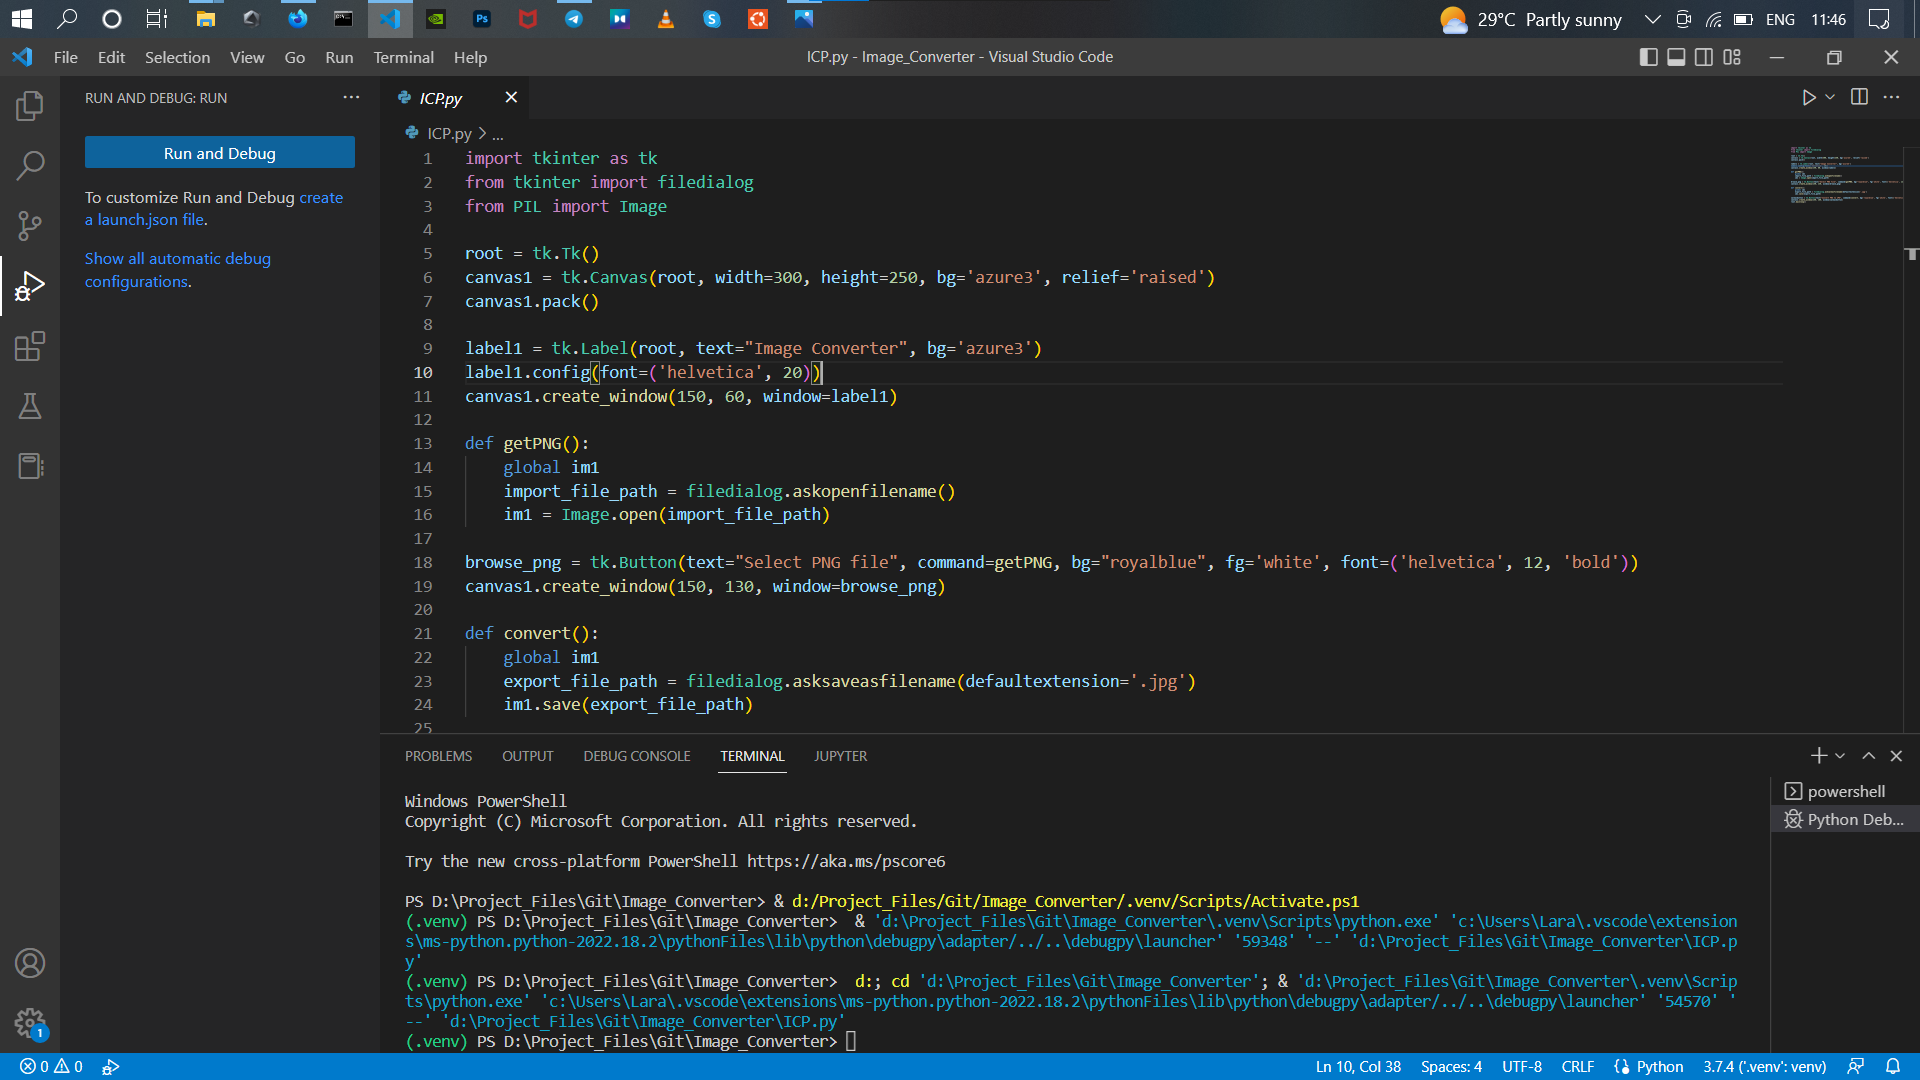 29°C Partly sunny ENG 11:46
File Edit Selection View Go Run Terminal Help
ICP.py - Image_Converter - Visual Studio Code
RUN AND DEBUG: RUN
Run and Debug
To customize Run and Debug create
a launch.json file.
Show all automatic debug
configurations.
1
ICP.py
ICP.py > ...
1 import tkinter as tk
2 from tkinter import filedialog
3 from PIL import Image
4
5 root = tk.Tk()
6 canvas1 = tk.Canvas(root, width=300, height=250, bg='azure3', relief='raised')
7 canvas1.pack()
8
9 label1 = tk.Label(root, text="Image Converter", bg='azure3')
10 label1.config(font=('helvetica', 20))
11 canvas1.create_window(150, 60, window=label1)
12
13 def getPNG():
14 global im1
15 import_file_path = filedialog.askopenfilename()
16 im1 = Image.open(import_file_path)
17
18 browse_png = tk.Button(text="Select PNG file", command=getPNG, bg="royalblue", fg='white', font=('helvetica', 12, 'bold'))
19 canvas1.create_window(150, 130, window=browse_png)
20
21 def convert():
22 global im1
23 export_file_path = filedialog.asksaveasfilename(defaultextension='.jpg')
24 im1.save(export_file_path)
25
PROBLEMS OUTPUT DEBUG CONSOLE TERMINAL JUPYTER
Windows PowerShell
Copyright (C) Microsoft Corporation. All rights reserved.
Try the new cross-platform PowerShell https://aka.ms/pscore6
PS D:\Project_Files\Git\Image_Converter> & d:/Project_Files/Git/Image_Converter/.venv/Scripts/Activate.ps1
(.venv) PS D:\Project_Files\Git\Image_Converter>  & 'd:\Project_Files\Git\Image_Converter\.venv\Scripts\python.exe' 'c:\Users\Lara\.vscode\extension
s\ms-python.python-2022.18.2\pythonFiles\lib\python\debugpy\adapter/../..\debugpy\launcher' '59348' '--' 'd:\Project_Files\Git\Image_Converter\ICP.p
y'
(.venv) PS D:\Project_Files\Git\Image_Converter>  d:; cd 'd:\Project_Files\Git\Image_Converter'; & 'd:\Project_Files\Git\Image_Converter\.venv\Scrip
ts\python.exe' 'c:\Users\Lara\.vscode\extensions\ms-python.python-2022.18.2\pythonFiles\lib\python\debugpy\adapter/../..\debugpy\launcher' '54570' '
--' 'd:\Project_Files\Git\Image_Converter\ICP.py'
(.venv) PS D:\Project_Files\Git\Image_Converter>
powershell
Python Deb...
0 0
Ln 10, Col 38 Spaces: 4 UTF-8 CRLF Python 3.7.4 ('.venv': venv)